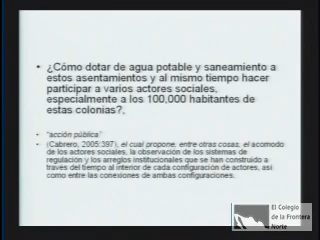 • ¿Cómo dotar de agua potable y saneamiento a
estos asentamientos y al mismo tiempo hacer
participar a varios actores sociales,
especialmente a los 100,000 habitantes de
estas colonias?,
• "acción pública"
• (Cabrero, 2005;397), el cual propone, entre otras cosas, el acomodo
de los actores sociales, la observación de los sistemas de
regulación y los arreglos institucionales que se han construido a
través del tiempo al interior de cada configuración de actores, así
como entre las conexiones de ambas configuraciones.
El Colegio
de la Frontera
Norte